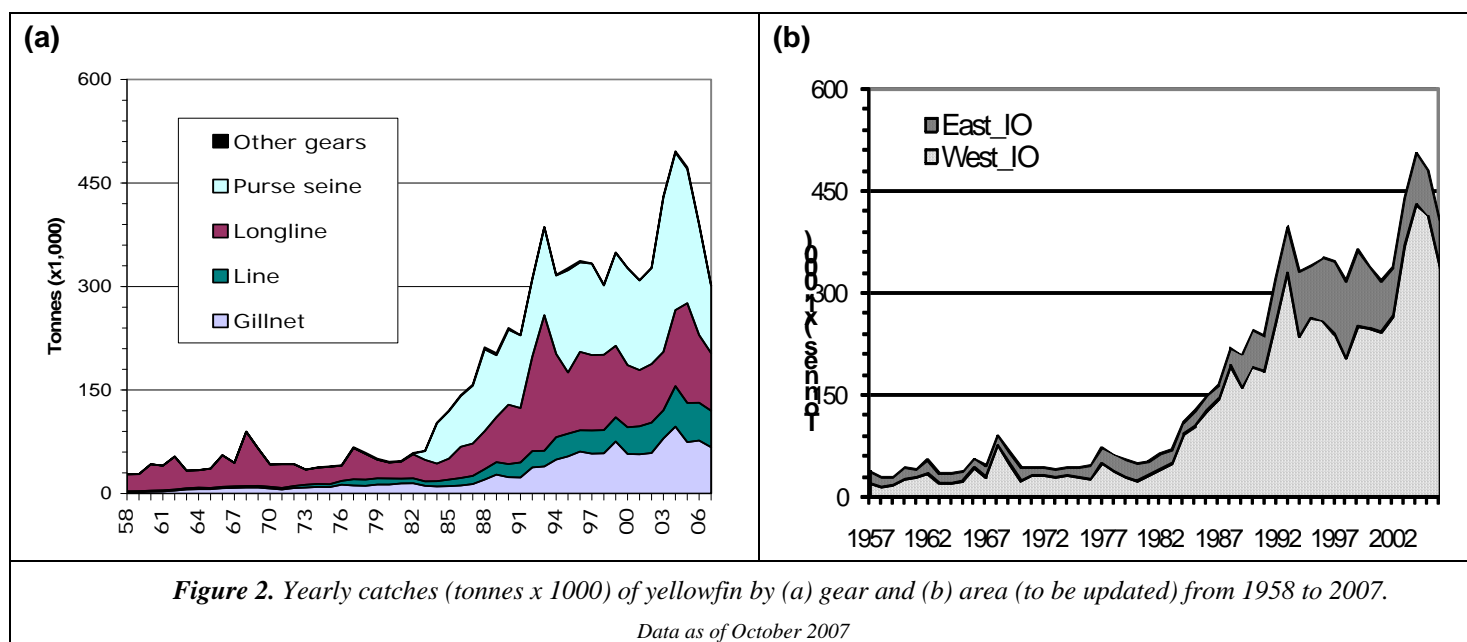 (a)
600
450
300
150
0
Tonnes (x1,000)
Other gears
Purse seine
Longline
Line
Gillnet
58 61 64 67 70 73 76 79 82 85 88 91 94 97 00 03 06
(b)
600
450
300
150
0
Tonnes (x1000)
East_IO
West_IO
1957 1962 1967 1972 1977 1982 1987 1992 1997 2002
Figure 2. Yearly catches (tonnes x 1000) of yellowfin by (a) gear and (b) area (to be updated) from 1958 to 2007.
Data as of October 2007